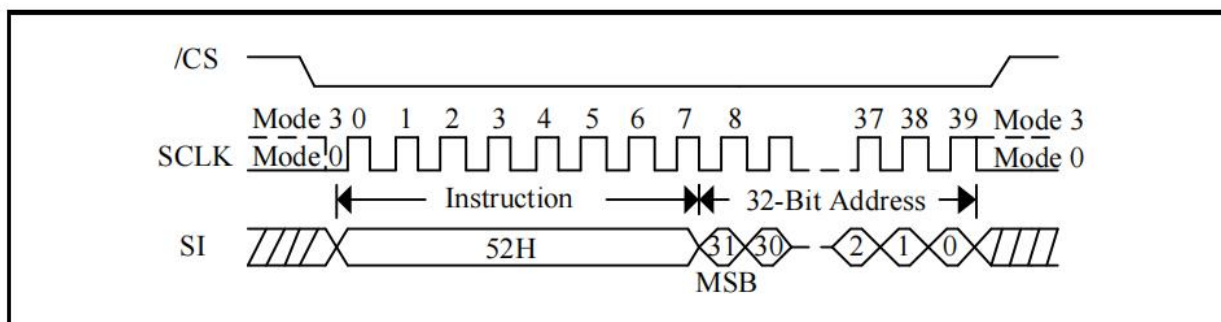 /CS
Mode 3 0 1 2 3 4 5 6 7 8 37 38 39 Mode 3
SCLK Mode 0 Mode 0
Instruction 32-Bit Address
SI 52H 31 30 2 1 0
MSB